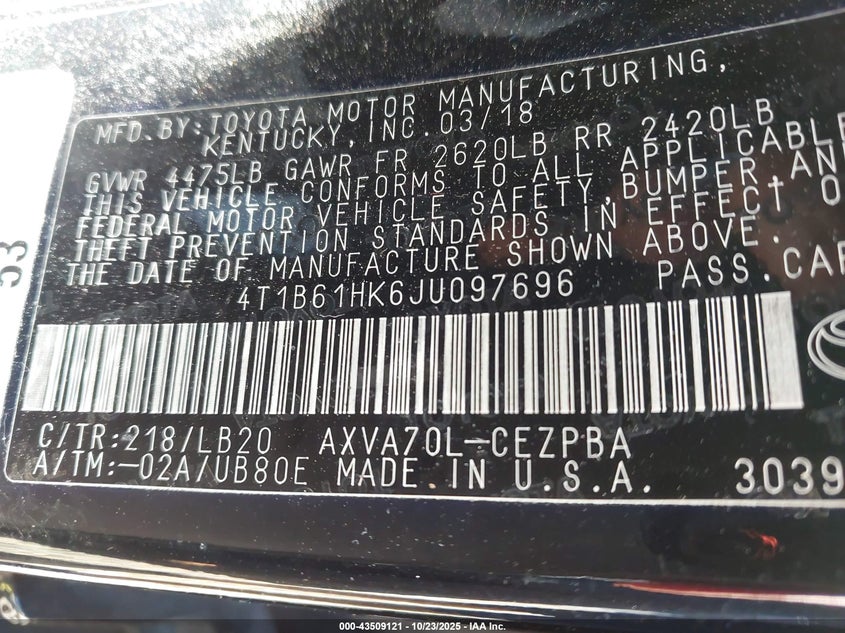 MFD.BY:TOYOTA MOTOR MANUFACTURING,
KENTUCKY, INC. 03/18
GVWR 4475LB GAWR FR 2620LB RR 2420LB
THIS VEHICLE CONFORMS TO ALL APPLICABLE
FEDERAL MOTOR VEHICLE SAFETY,BUMPER,AND
THEFT PREVENTION STANDARDS IN EFFECT O
THE DATE OF MANUFACTURE SHOWN ABOVE.
4T1B61HK6JU097696 PASS.CAR
C/TR:218/LB20 AXVA70L-CEZPBA
A/TM:-02A/UB80E MADE IN U.S.A. 3039
53
000-43509121 - 10/23/2025 - IAA Inc.